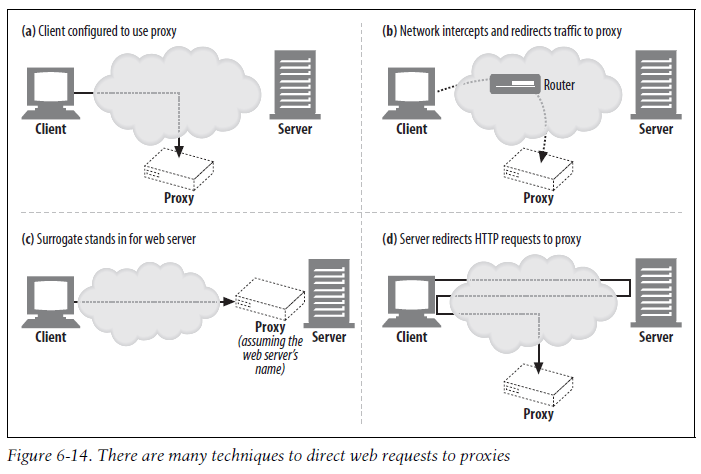 (a) Client configured to use proxy
Client
Server
Proxy
(b) Network intercepts and redirects traffic to proxy
Router
Client
Server
Proxy
(c) Surrogate stands in for web server
Client
Proxy
(assuming the
web server's
name)
Server
(d) Server redirects HTTP requests to proxy
Client
Server
Proxy
Figure 6-14. There are many techniques to direct web requests to proxies